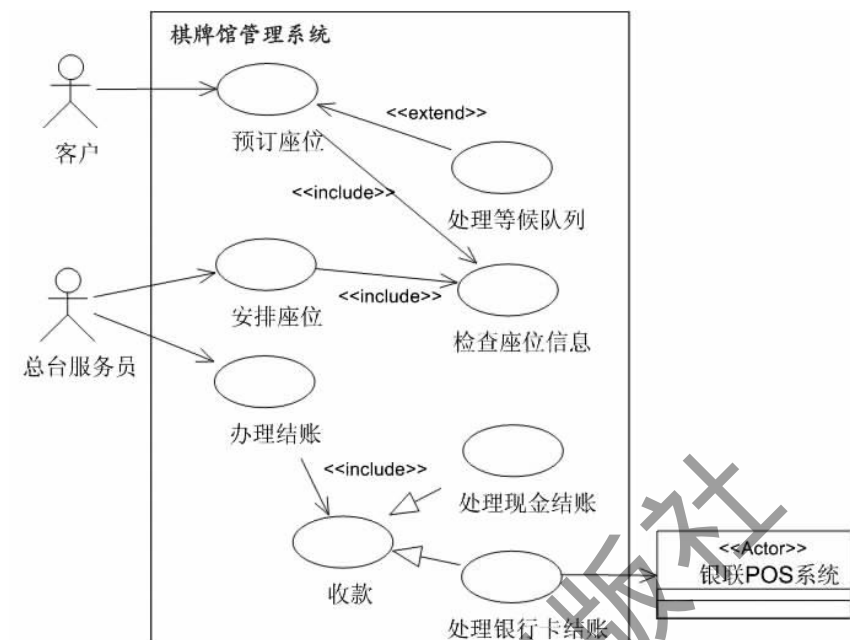 棋牌馆管理系统
<<extend>>
客户
预订座位
<<include>>
处理等候队列
安排座位
<<include>>
检查座位信息
总台服务员
办理结账
<<include>>
处理现金结账
<<Actor>>
银联POS系统
收款
处理银行卡结账
版社